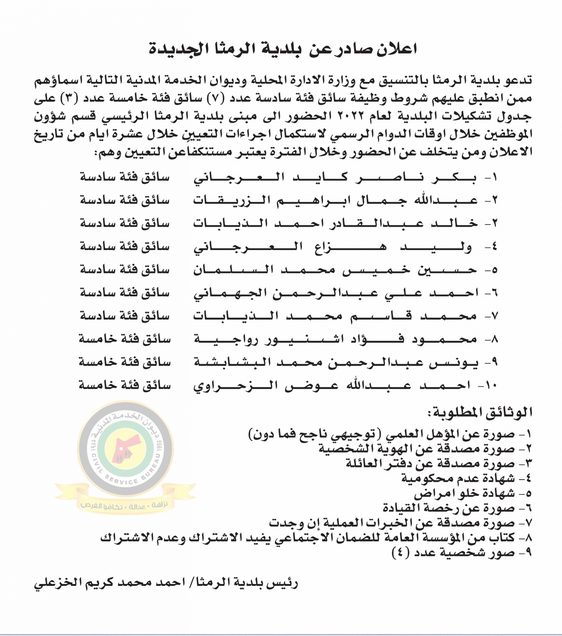 اعلان صادر عن بلدية الرمثا الجديدة
تدعو بلدية الرمثا بالتنسيق مع وزارة الادارة المحلية وديوان الخدمة المدنية التالية اسماؤهم
ممن انطبق عليهم شروط وظيفة سائق فئة سادسة عدد (٧) سائق فئة خامسة عدد (٣) على
جدول تشكيلات البلدية لعام ٢٠٢٢ الحضور الى مبنى بلدية الرمثا الرئيسي قسم شؤون
الموظفين خلال اوقات الدوام الرسمي لاستكمال اجراءات التعيين خلال عشرة ايام من تاريخ
الاعلان ومن يتخلف عن الحضور وخلال الفترة يعتبر مستنكفاعن التعيين وهم:
١- بكر ناصر كايد العرجاني سائق فئة سادسة
٢- عبدالله جمال ابراهيم الزريقات سائق فئة سادسة
٢- خالد عبدالقادر احمد الذيابات سائق فئة سادسة
٤- وليد هزاع العرجاني سائق فئة سادسة
٥- حسين خميس محمد السلمان سائق فئة سادسة
٦- احمد علي عبدالرحمن الجهماني سائق فئة سادسة
٧- محمد قاسم محمد الذيابات سائق فئة سادسة
٨- محمود فؤاد اشنيور رواجبة سائق فئة خامسة
٩- يونس عبدالرحمن محمد البشابشة سائق فئة خامسة
١٠- احمد عبدالله عوض الزحراوي سائق فئة خامسة
الوثائق المطلوبة:
١- صورة عن المؤهل العلمي (توجيهي ناجح فما دون)
٢- صورة مصدقة عن الهوية الشخصية
٣- صورة مصدقة عن دفتر العائلة
٤- شهادة عدم محكومية
٥- شهادة خلو امراض
٦- صورة عن رخصة القيادة
٧- صورة مصدقة عن الخبرات العملية إن وجدت
٨- كتاب من المؤسسة العامة للضمان الاجتماعي يفيد الاشتراك وعدم الاشتراك
٩- صور شخصية عدد (٤)
ديوان الخدمة المدنية
CIVIL SERVICE BUREAU
نزاهة - عدالة - تكافؤ الفرص
رئيس بلدية الرمثا/ احمد محمد كريم الخزعلي